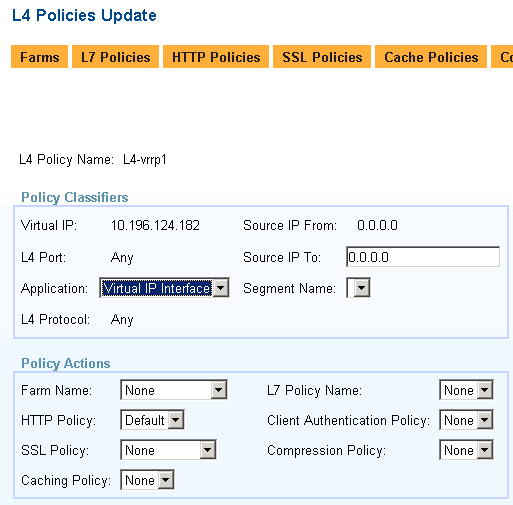 L4 Policies Update
Farms L7 Policies HTTP Policies SSL Policies Cache Policies
L4 Policy Name: L4-vrrp1
Policy Classifiers
Virtual IP: 10.196.124.182 Source IP From: 0.0.0.0
L4 Port: Any Source IP To: 0.0.0.0
Application: Virtual IP Interface Segment Name:
L4 Protocol: Any
Policy Actions
Farm Name: None L7 Policy Name: None
HTTP Policy: Default Client Authentication Policy: None
SSL Policy: None Compression Policy: None
Caching Policy: None